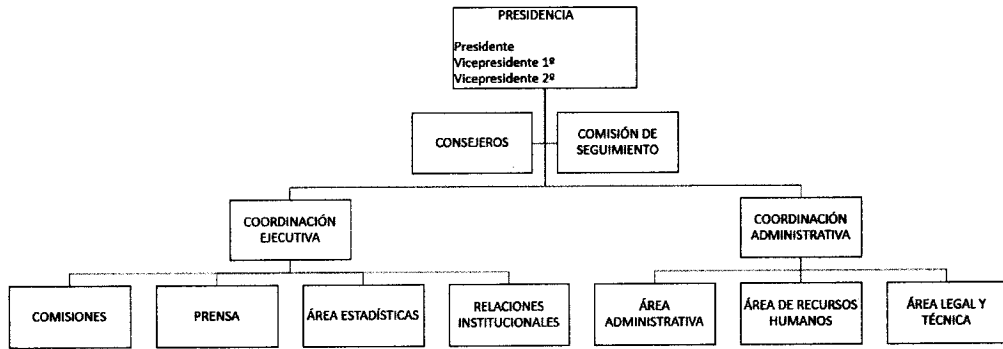 PRESIDENCIA
Presidente
Vicepresidente 1º
Vicepresidente 2º
CONSEJEROS
COMISIÓN DE
SEGUIMIENTO
COORDINACIÓN
EJECUTIVA
COORDINACIÓN
ADMINISTRATIVA
COMISIONES
PRENSA
ÁREA ESTADÍSTICAS
RELACIONES
INSTITUCIONALES
ÁREA
ADMINISTRATIVA
ÁREA DE RECURSOS
HUMANOS
ÁREA LEGAL Y
TÉCNICA